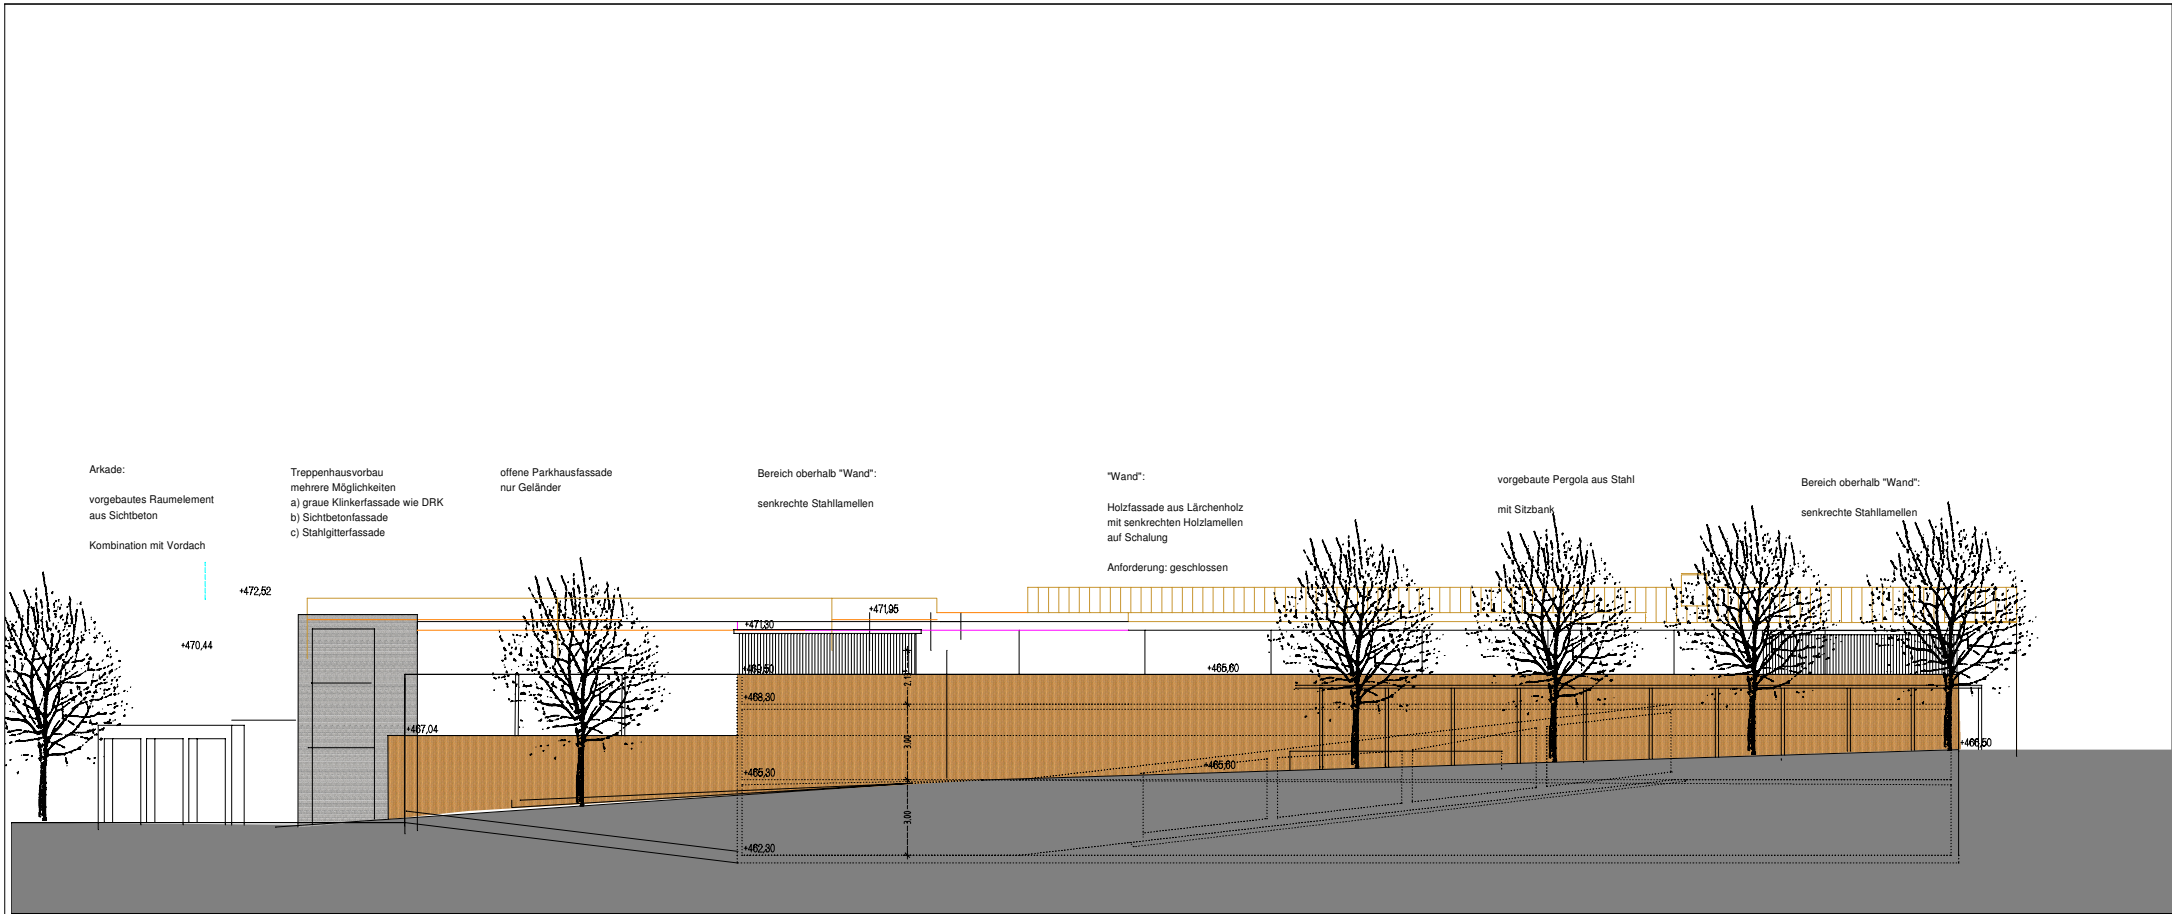 Arkade:
vorgebautes Raumelement
aus Sichtbeton
Kombination mit Vordach
Treppenhausvorbau
mehrere Möglichkeiten
a) graue Klinkerfassade wie DRK
b) Sichtbetonfassade
c) Stahlgitterfassade
offene Parkhausfassade
nur Geländer
Bereich oberhalb "Wand":
senkrechte Stahllamellen
"Wand":
Holzfassade aus Lärchenholz
mit senkrechten Holzlamellen
auf Schalung
Anforderung: geschlossen
vorgebaute Pergola aus Stahl
mit Sitzbank
Bereich oberhalb "Wand":
senkrechte Stahllamellen
+472,52
+470,44
+471,95
+471,30
+469,50
+465,60
+468,30
+467,04
3.00
+466,50
+465,30
+465,60
3.00
+462,30